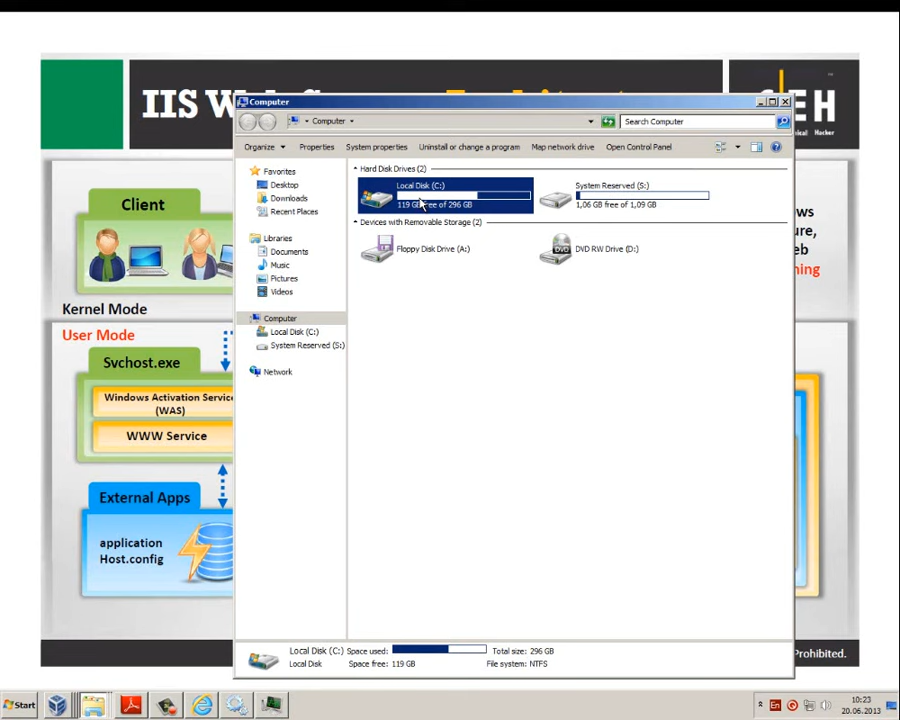 IIS W
EH
Hacker
Computer
Computer
Search Computer
Organize
Properties
System properties
Uninstall or change a program
Map network drive
Open Control Panel
Favorites
Desktop
Downloads
Recent Places
Libraries
Documents
Music
Pictures
Videos
Computer
Local Disk (C:)
System Reserved (S:)
Network
Hard Disk Drives (2)
Local Disk (C:)
119 GB free of 296 GB
System Reserved (S:)
1,06 GB free of 1,09 GB
Devices with Removable Storage (2)
Floppy Disk Drive (A:)
DVD RW Drive (D:)
Client
Kernel Mode
User Mode
Svchost.exe
Windows Activation Service
(WAS)
WWW Service
External Apps
application
Host.config
Local Disk (C:) Space used:
Total size: 296 GB
Local Disk
Space free: 119 GB
File system: NTFS
Prohibited.
Start
En
10:23
20.06.2013